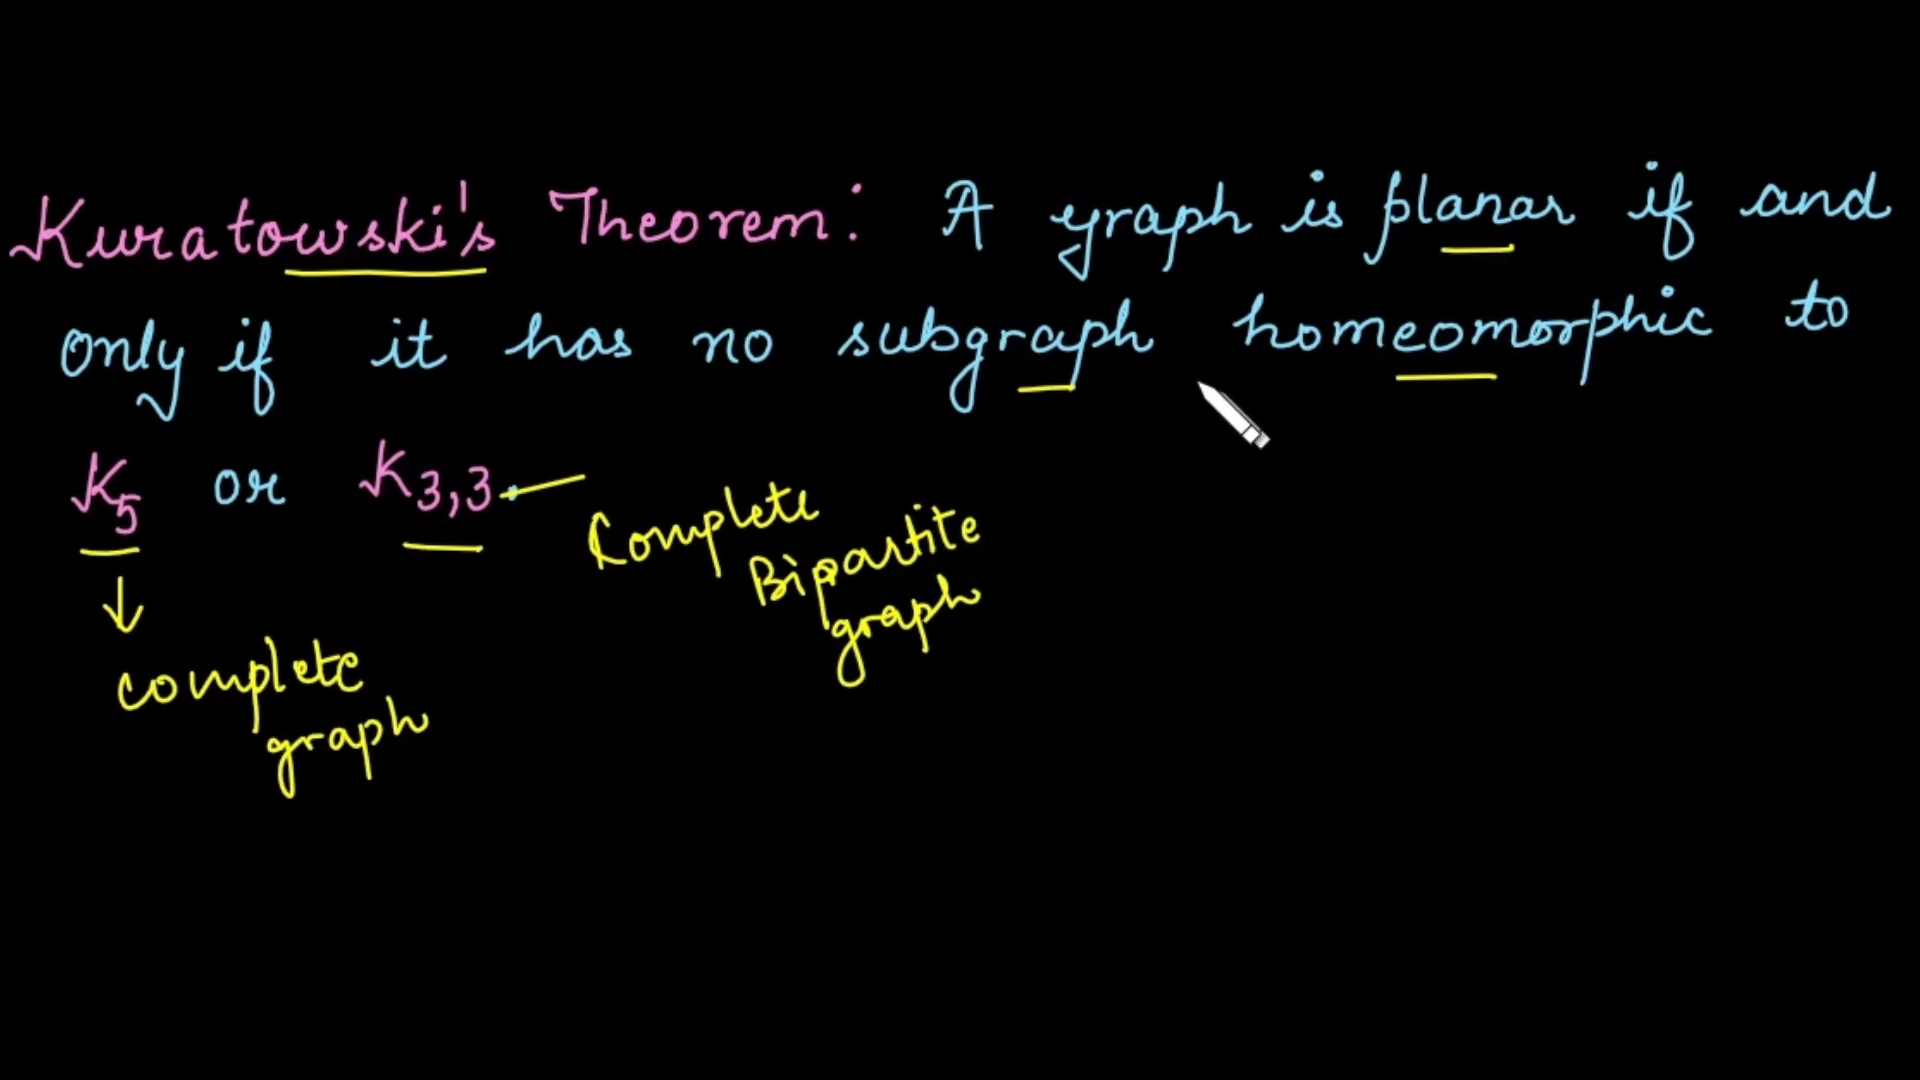 Kuratowski's Theorem: A graph is planar if and
only if it has no subgraph homeomorphic to
K5 or K3,3.
Complete
Bipartite
graph
↓
complete
graph